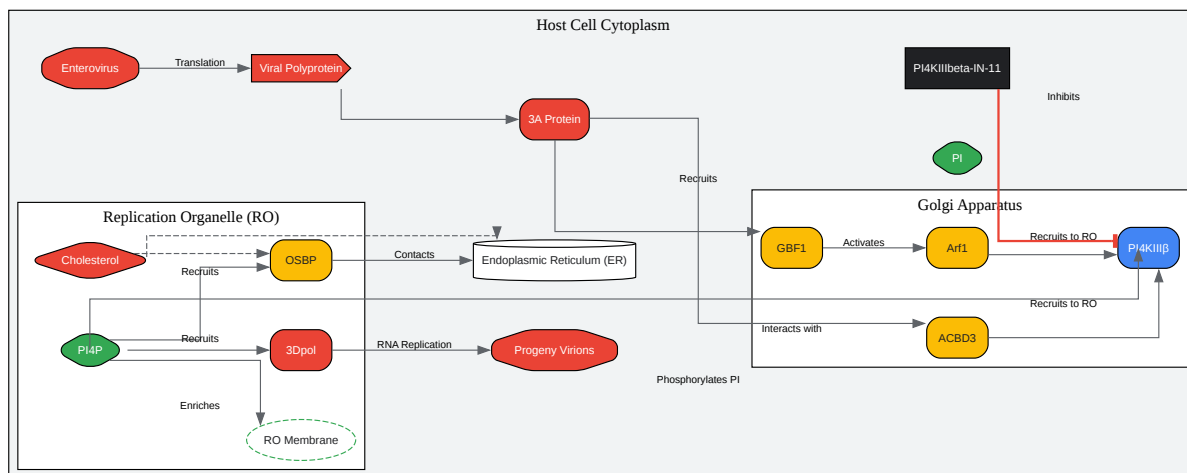 Host Cell Cytoplasm
Enterovirus
Translation
Viral Polyprotein
PI4KIIIbeta-IN-11
Inhibits
3A Protein
PI
Recruits
Replication Organelle (RO)
Golgi Apparatus
Cholesterol
Recruits
OSBP
Contacts
Endoplasmic Reticulum (ER)
GBF1
Activates
Arf1
Recruits to RO
PI4KIIIβ
PI4P
Recruits
3Dpol
RNA Replication
Progeny Virions
Interacts with
ACBD3
Recruits to RO
Phosphorylates PI
Enriches
RO Membrane